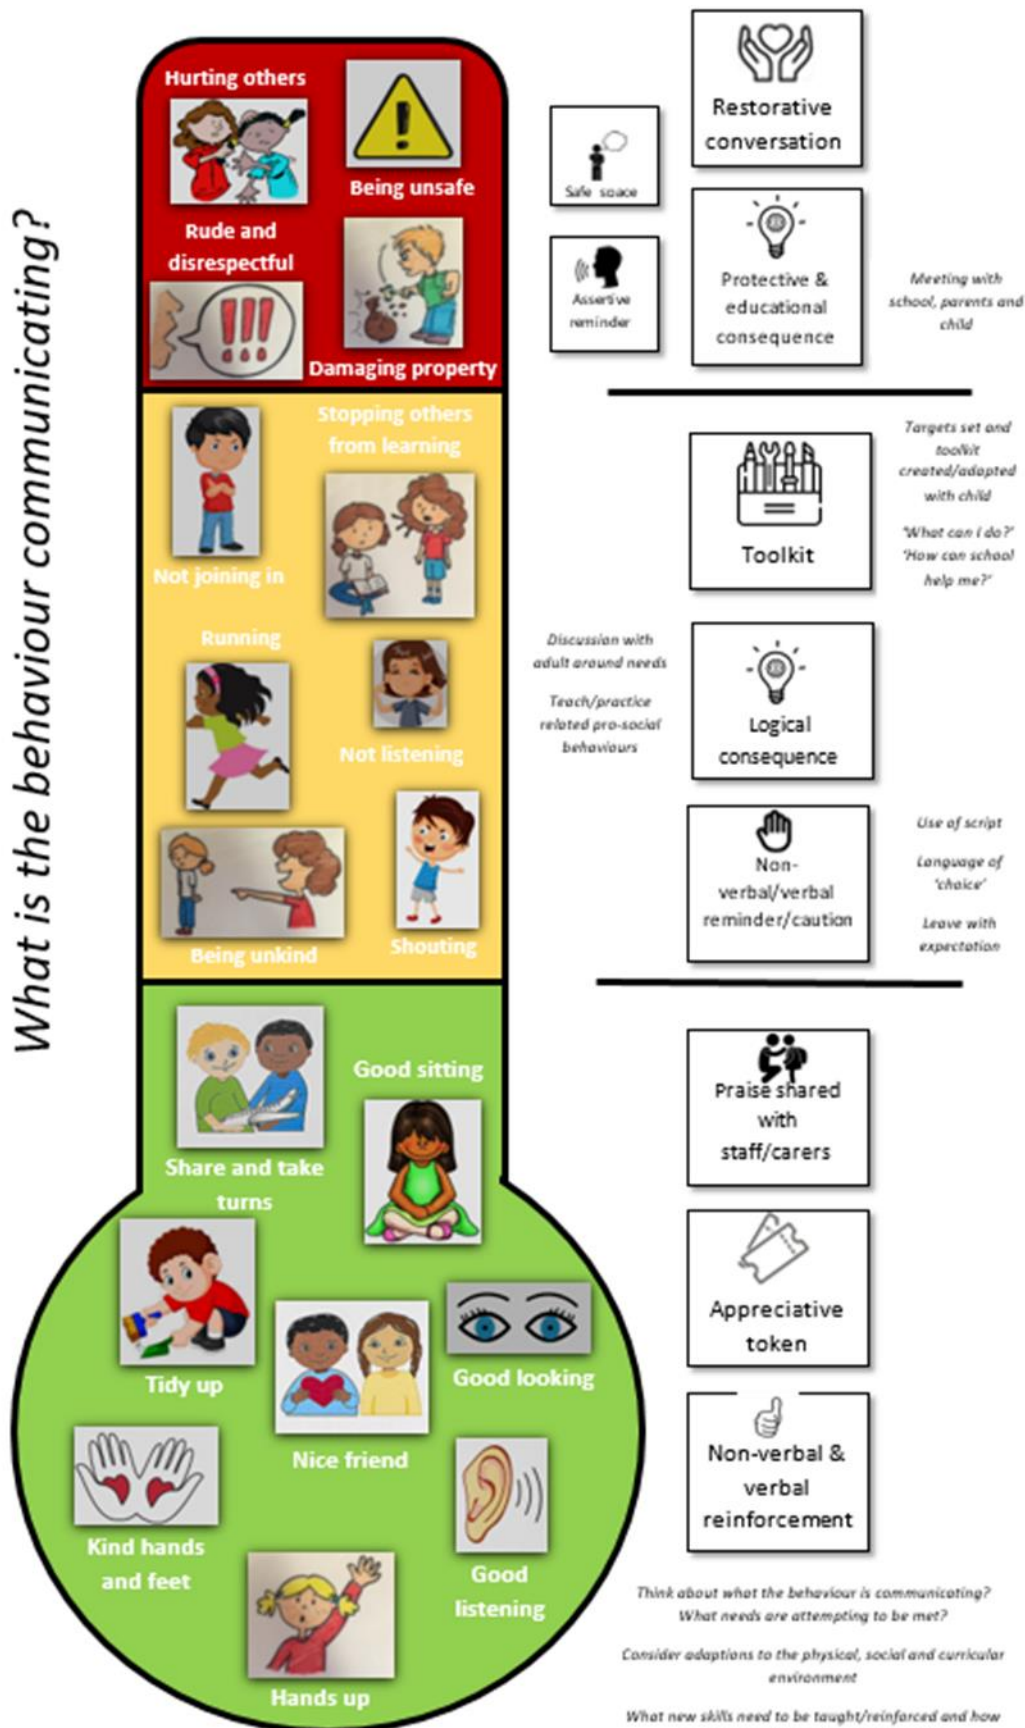 What is the behaviour communicating?
Hurting others
Being unsafe
Rude and
disrespectful
!!!
Damaging property
Restorative
conversation
Safe space
Assertive
reminder
Protective &
educational
consequence
Meeting with
school, parents and
child
Stopping others
from learning
Not joining in
Running
Not listening
Being unkind
Shouting
Toolkit
Targets set and
toolkit
created/adapted
with child
'What can I do?'
'How can school
help me?'
Discussion with
adult around needs
Teach/practice
related pro-social
behaviours
Logical
consequence
Non-
verbal/verbal
reminder/caution
Use of script
Language of
'choice'
Leave with
expectation
Good sitting
Share and take
turns
Tidy up
Good looking
Nice friend
Kind hands
and feet
Good
listening
Hands up
Praise shared
with
staff/carers
Appreciative
token
Non-verbal &
verbal
reinforcement
Think about what the behaviour is communicating?
What needs are attempting to be met?
Consider adaptions to the physical, social and curricular
environment
What new skills need to be taught/reinforced and how